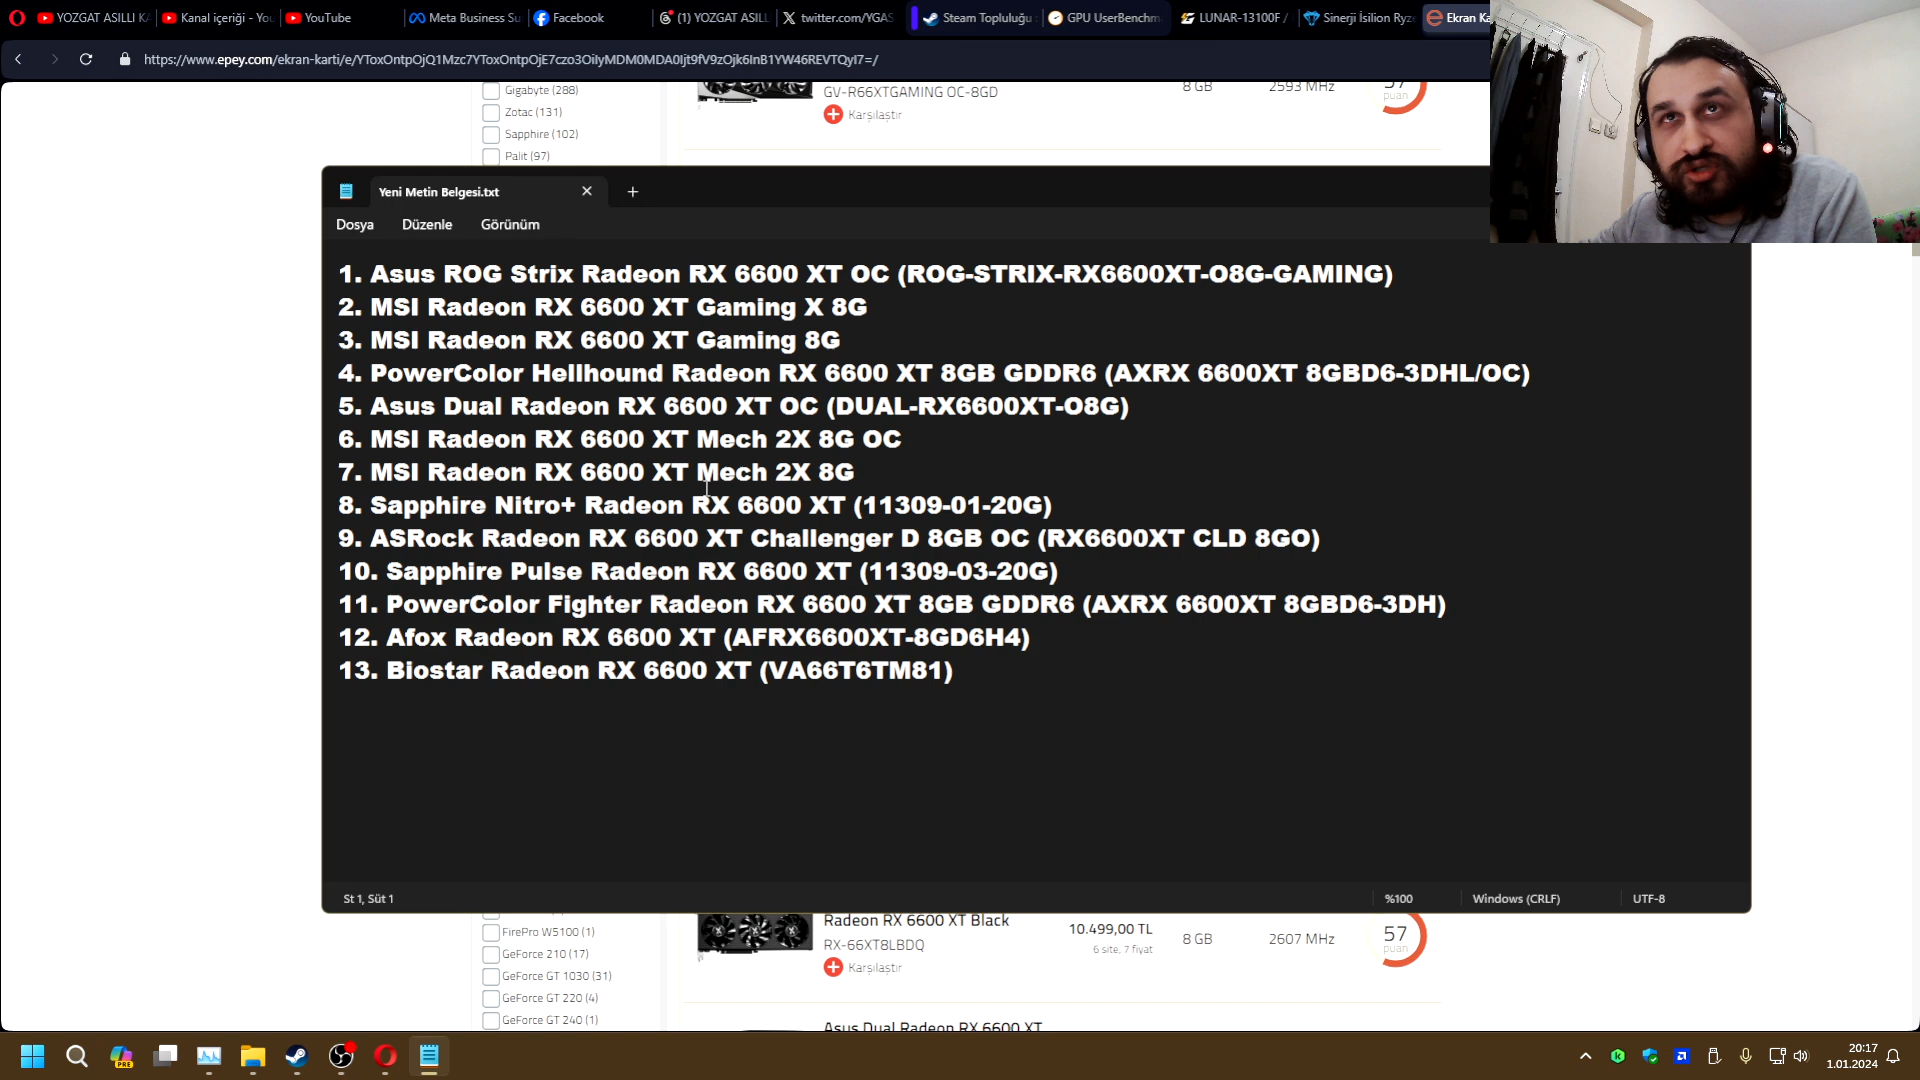 YOZGAT ASILLI KA
Kanal içeriği - You
YouTube
Meta Business Su
Facebook
(1) YOZGAT ASILL
twitter.com/YGAS
Steam Topluluğu
GPU UserBenchm
LUNAR-13100F /
Sinerji İsilion Ryze
Ekran Ka
https://www.epey.com/ekran-karti/e/
Gigabyte (288)
Zotac (131)
Sapphire (102)
Palit (97)
GV-R66XTGAMING OC-8GD
Karşılaştır
8 GB
2593 MHz
57
puan
Yeni Metin Belgesi.txt
Dosya
Düzenle
Görünüm
1. Asus ROG Strix Radeon RX 6600 XT OC (ROG-STRIX-RX6600XT-O8G-GAMING)
2. MSI Radeon RX 6600 XT Gaming X 8G
3. MSI Radeon RX 6600 XT Gaming 8G
4. PowerColor Hellhound Radeon RX 6600 XT 8GB GDDR6 (AXRX 6600XT 8GBD6-3DHL/OC)
5. Asus Dual Radeon RX 6600 XT OC (DUAL-RX6600XT-O8G)
6. MSI Radeon RX 6600 XT Mech 2X 8G OC
7. MSI Radeon RX 6600 XT Mech 2X 8G
8. Sapphire Nitro+ Radeon RX 6600 XT (11309-01-20G)
9. ASRock Radeon RX 6600 XT Challenger D 8GB OC (RX6600XT CLD 8GO)
10. Sapphire Pulse Radeon RX 6600 XT (11309-03-20G)
11. PowerColor Fighter Radeon RX 6600 XT 8GB GDDR6 (AXRX 6600XT 8GBD6-3DH)
12. Afox Radeon RX 6600 XT (AFRX6600XT-8GD6H4)
13. Biostar Radeon RX 6600 XT (VA66T6TM81)
St 1, Süt 1
%100
Windows (CRLF)
UTF-8
FirePro W5100 (1)
GeForce 210 (17)
GeForce GT 1030 (31)
GeForce GT 220 (4)
GeForce GT 240 (1)
Radeon RX 6600 XT Black
RX-66XT8LBDQ
Karşılaştır
10.499,00 TL
6 site, 7 fiyat
8 GB
2607 MHz
57
puan
Asus Dual Radeon RX 6600 XT
PRE
20:17
1.01.2024